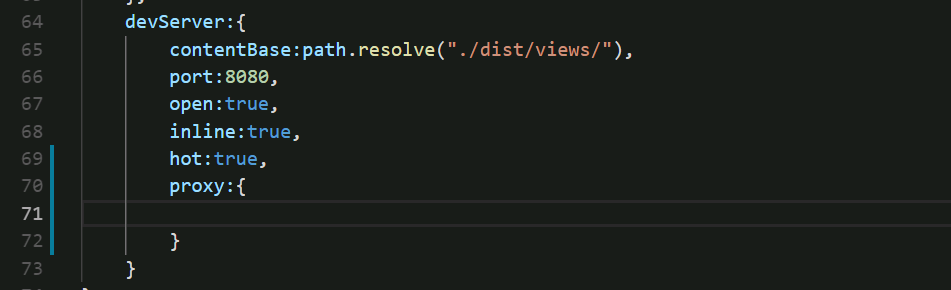 64 devServer:{
65 contentBase:path.resolve("./dist/views/"),
66 port:8080,
67 open:true,
68 inline:true,
69 hot:true,
70 proxy:{
71
72 }
73 }